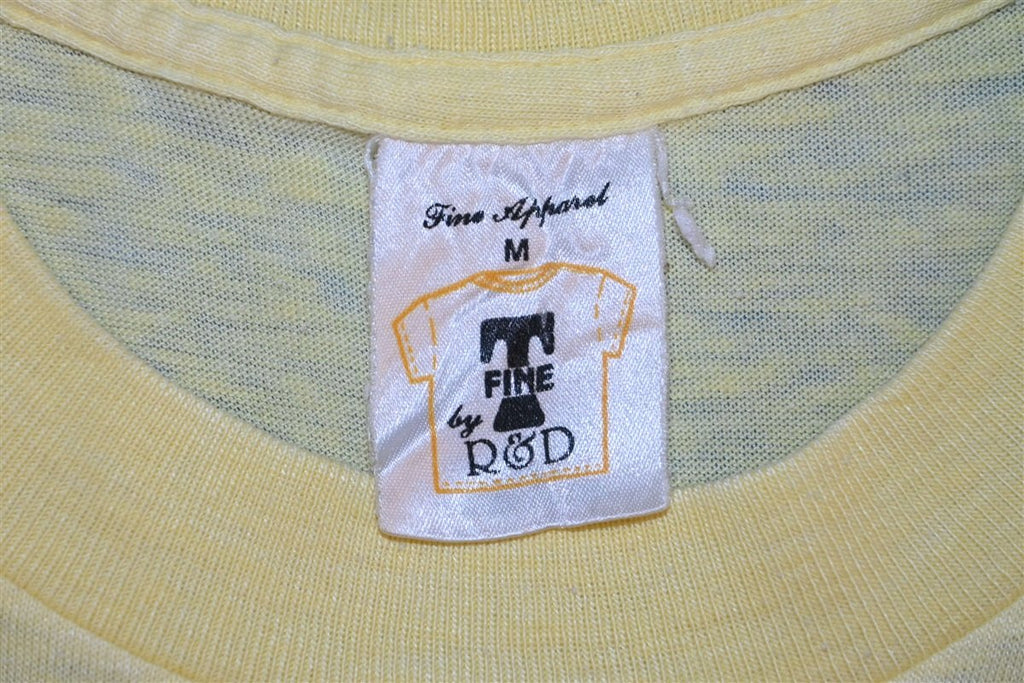 Fine Apparel
M
T
FINE
by
R&D